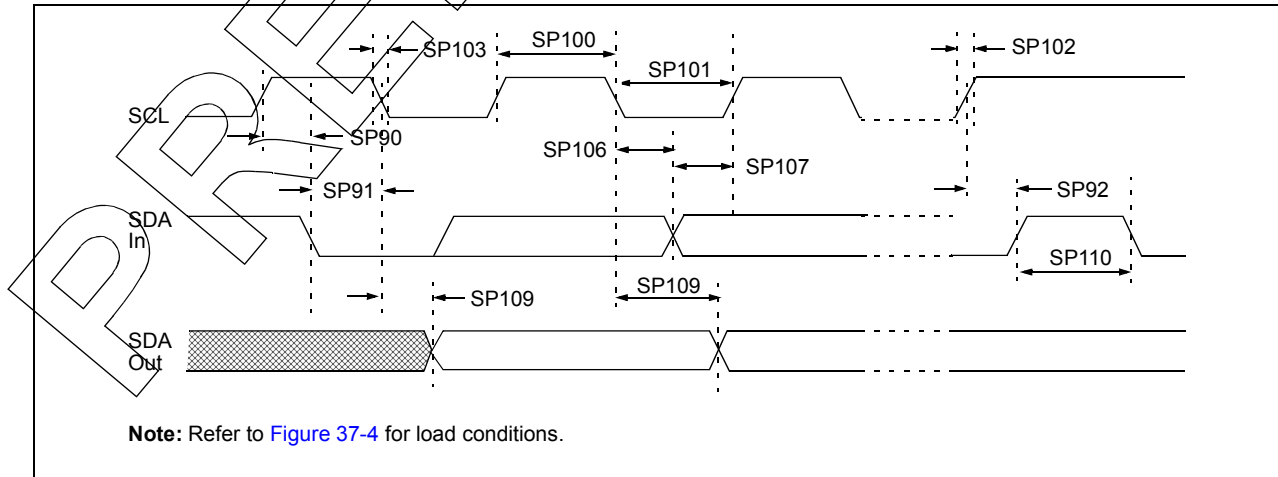 SP103
SP100
SP101
SP102
SCL
SP90
SP106
SP107
SP91
SP92
SDA
In
SP110
SP109
SP109
SDA
Out
Note: Refer to Figure 37-4 for load conditions.
PRE